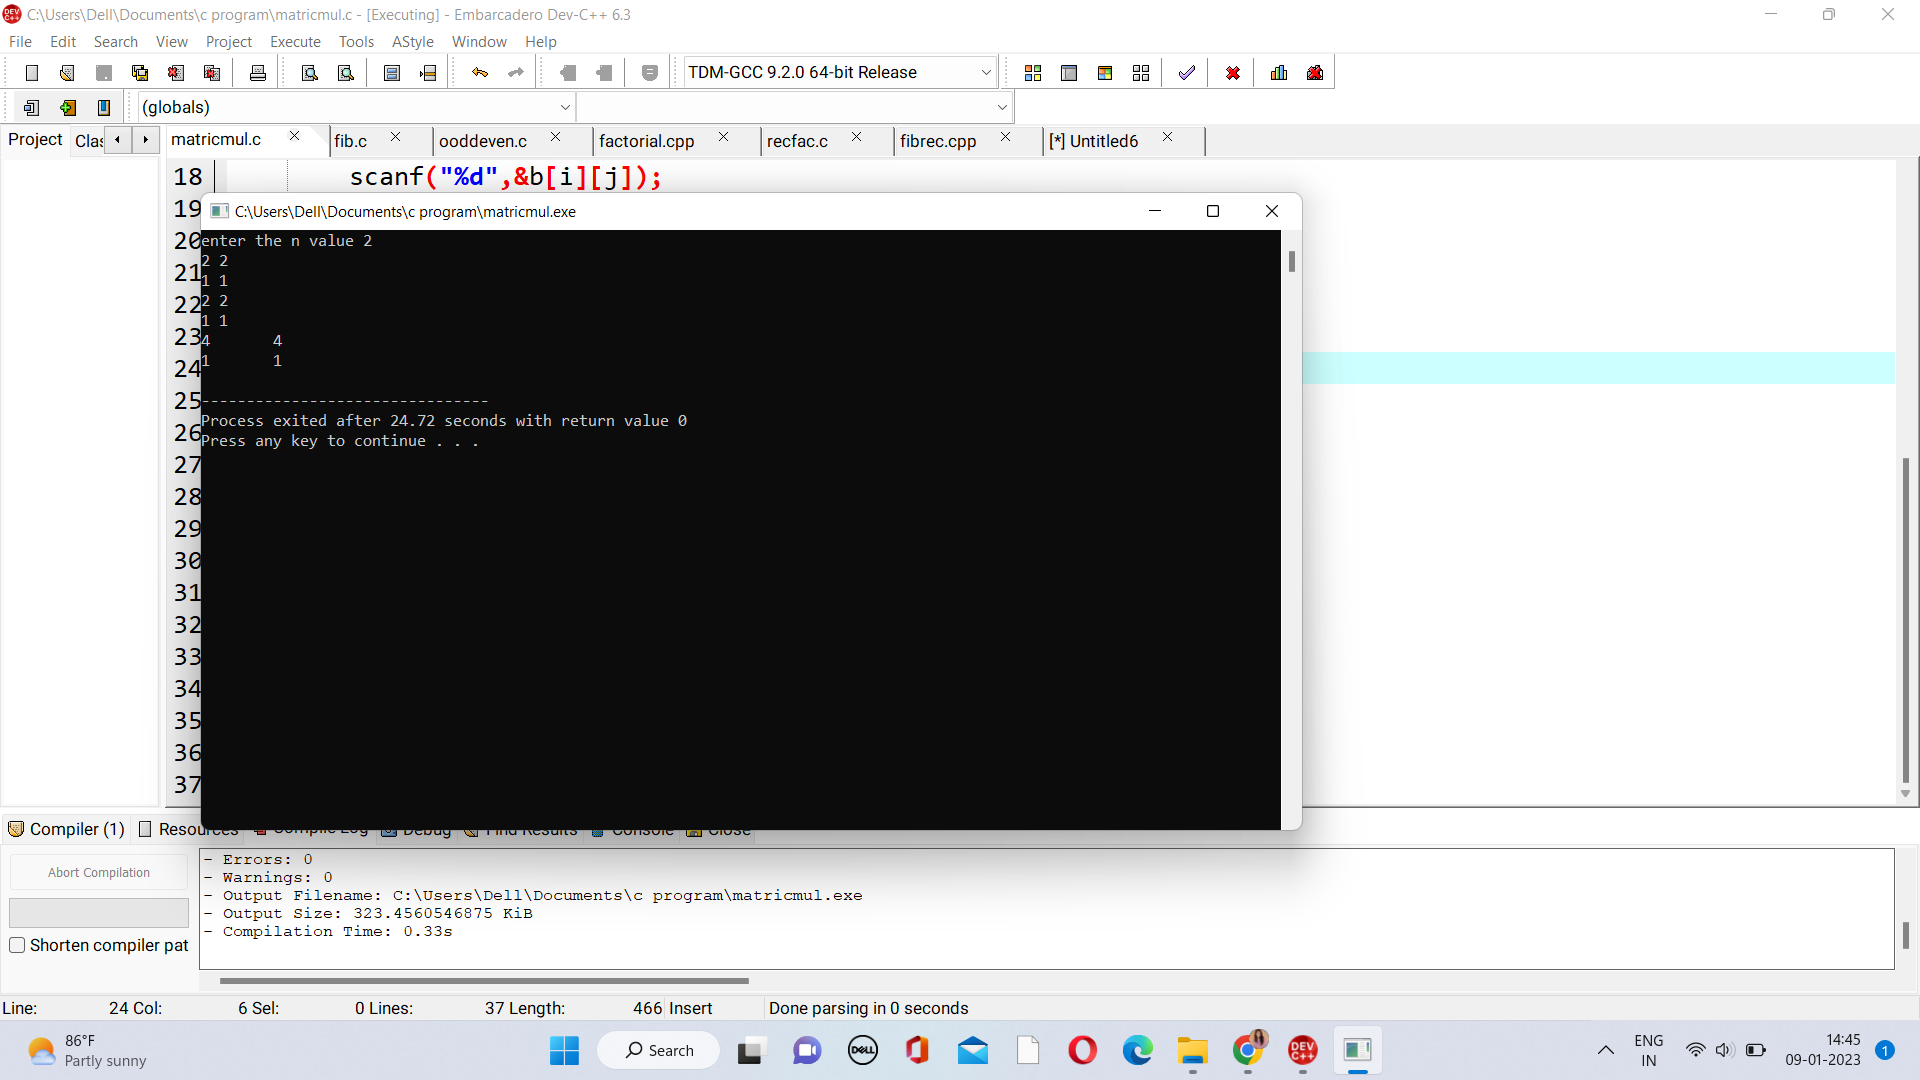 C:\Users\Dell\Documents\c program\matricmul.c - [Executing] - Embarcadero Dev-C++ 6.3
File Edit Search View Project Execute Tools AStyle Window Help
TDM-GCC 9.2.0 64-bit Release
(globals)
Project Clas matricmul.c fib.c ooddeven.c factorial.cpp recfac.c fibrec.cpp [*] Untitled6
18 scanf("%d",&b[i][j]);
19
C:\Users\Dell\Documents\c program\matricmul.exe
20
enter the n value 2
2 2
21
1 1
22
2 2
1 1
23
4 4
24
1 1
25
--------------------------------
Process exited after 24.72 seconds with return value 0
26
Press any key to continue . . .
27
28
29
30
31
32
33
34
35
36
37
Compiler (1) Resources Compile Log Debug Find Results Console Close
Abort Compilation
Shorten compiler pat
- Errors: 0
- Warnings: 0
- Output Filename: C:\Users\Dell\Documents\c program\matricmul.exe
- Output Size: 323.4560546875 KiB
- Compilation Time: 0.33s
Line: 24 Col: 6 Sel: 0 Lines: 37 Length: 466 Insert Done parsing in 0 seconds
86°F
Partly sunny
Search
DELL
DEV C++
ENG
IN
14:45
09-01-2023
1